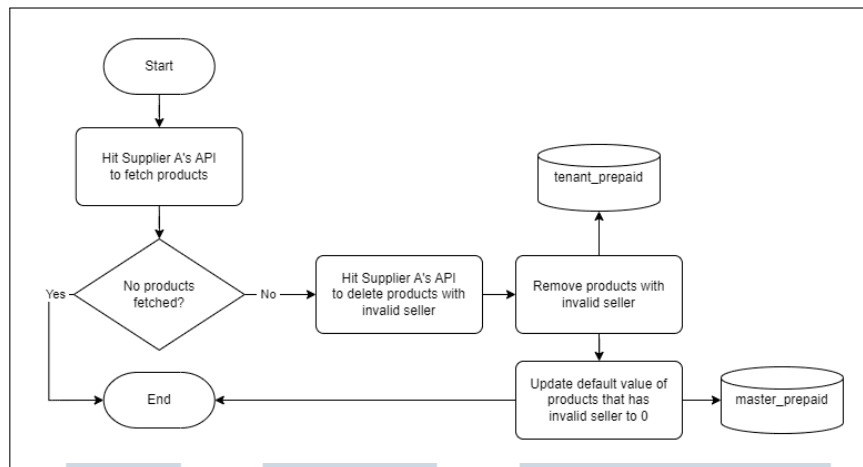 Start
Hit Supplier A's API
to fetch products
tenant_prepaid
No products
fetched?
Yes
No
Hit Supplier A's API
to delete products with
invalid seller
Remove products with
invalid seller
End
Update default value of
products that has
invalid seller to 0
master_prepaid